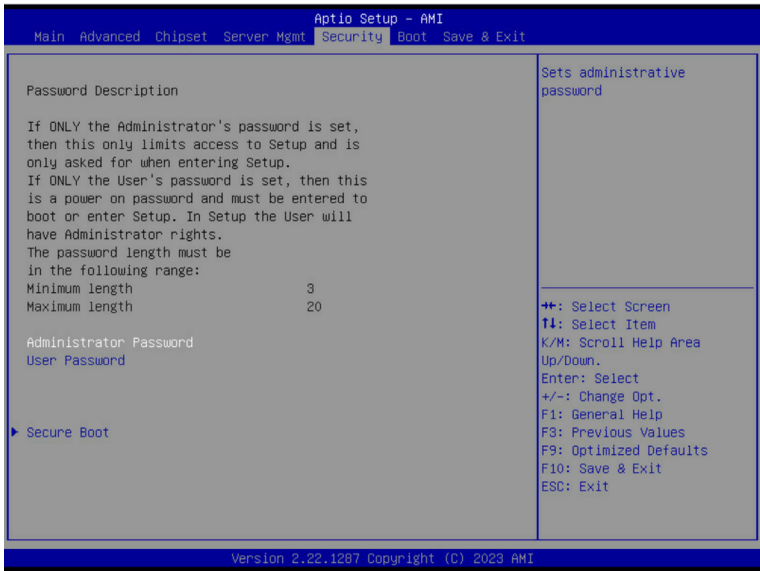 Aptio Setup – AMI
Main Advanced Chipset Server Mgmt Security Boot Save & Exit
Password Description
If ONLY the Administrator's password is set,
then this only limits access to Setup and is
only asked for when entering Setup.
If ONLY the User's password is set, then this
is a power on password and must be entered to
boot or enter Setup. In Setup the User will
have Administrator rights.
The password length must be
in the following range:
Minimum length 3
Maximum length 20
Administrator Password
User Password
Secure Boot
Sets administrative
password
→←: Select Screen
↑↓: Select Item
K/M: Scroll Help Area
Up/Down.
Enter: Select
+/-: Change Opt.
F1: General Help
F3: Previous Values
F9: Optimized Defaults
F10: Save & Exit
ESC: Exit
Version 2.22.1287 Copyright (C) 2023 AMI